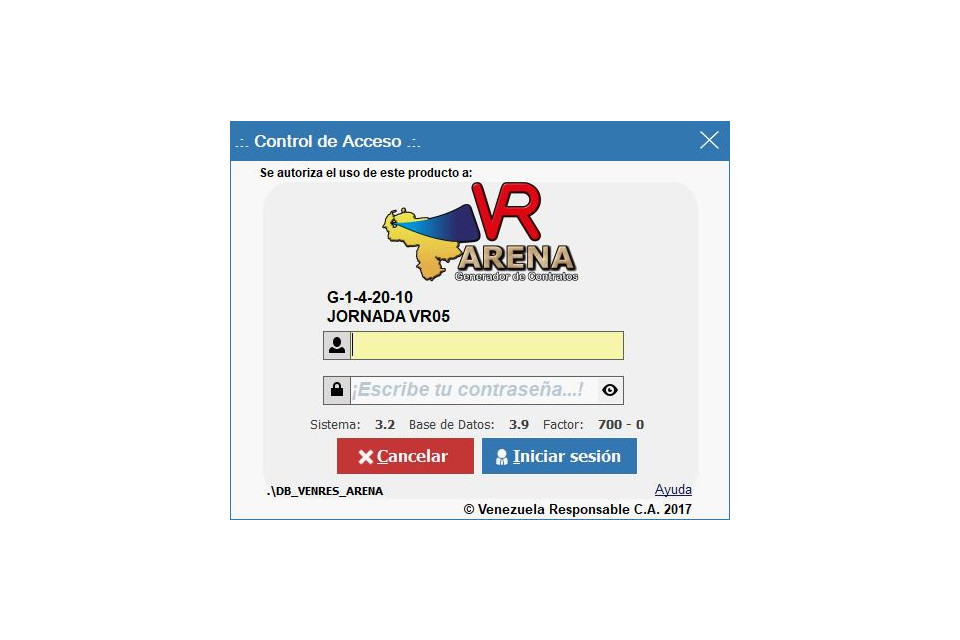 .:. Control de Acceso .:.
Se autoriza el uso de este producto a:
VR
ARENA
Generador de Contratos
G-1-4-20-10
JORNADA VR05
¡Escribe tu contraseña...!
Sistema: 3.2 Base de Datos: 3.9 Factor: 700 - 0
Cancelar Iniciar sesión
.\DB_VENRES_ARENA Ayuda
© Venezuela Responsable C.A. 2017